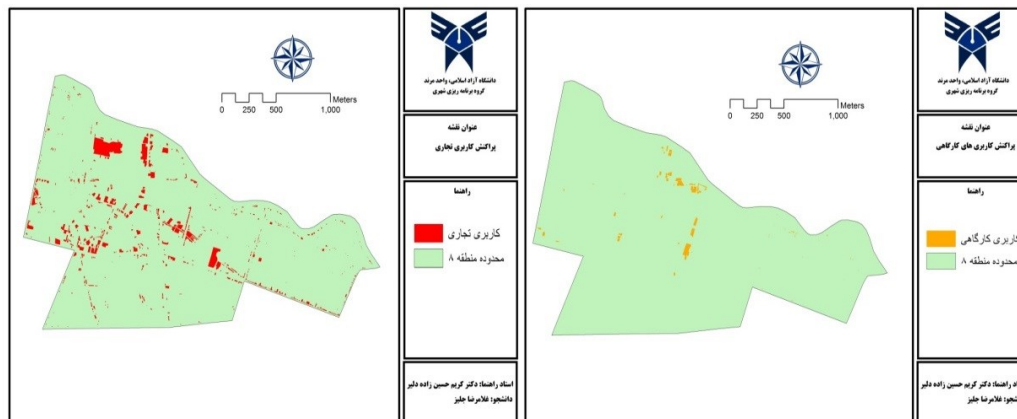 دانشگاه آزاد اسلامی، واحد مرند
گروه برنامه ریزی شهری
عنوان نقشه
پراکنش کاربری تجاری
راهنما
کاربری تجاری
محدوده منطقه ۸
استاد راهنما: دکتر کریم حسین زاده دلیر
دانشجو: غلامرضا جلیز
Meters
0 250 500 1,000
دانشگاه آزاد اسلامی، واحد مرند
گروه برنامه ریزی شهری
عنوان نقشه
پراکنش کاربری های کارگاهی
راهنما
کاربری کارگاهی
محدوده منطقه ۸
اد راهنما: دکتر کریم حسین زاده دلیر
شجو: غلامرضا جلیز
Meters
0 250 500 1,000